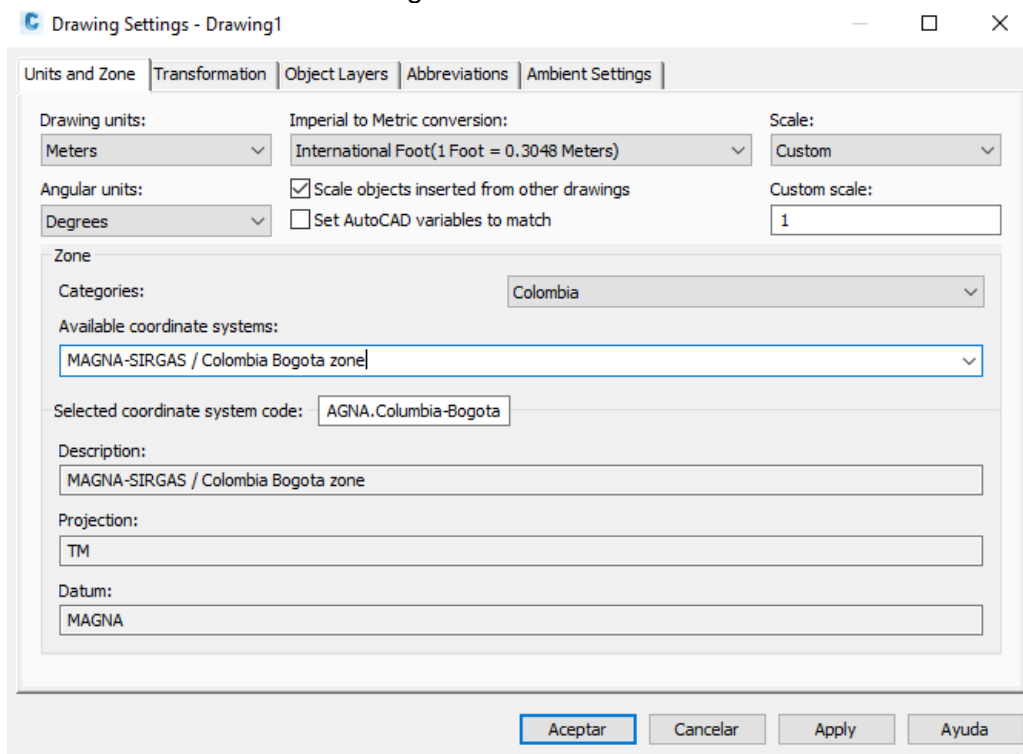 Drawing Settings - Drawing1
Units and Zone Transformation Object Layers Abbreviations Ambient Settings
Drawing units: Imperial to Metric conversion: Scale:
Meters International Foot(1 Foot = 0.3048 Meters) Custom
Angular units: Scale objects inserted from other drawings Custom scale:
Degrees Set AutoCAD variables to match 1
Zone
Categories: Colombia
Available coordinate systems:
MAGNA-SIRGAS / Colombia Bogota zone
Selected coordinate system code: AGNA.Columbia-Bogota
Description:
MAGNA-SIRGAS / Colombia Bogota zone
Projection:
TM
Datum:
MAGNA
Aceptar Cancelar Apply Ayuda